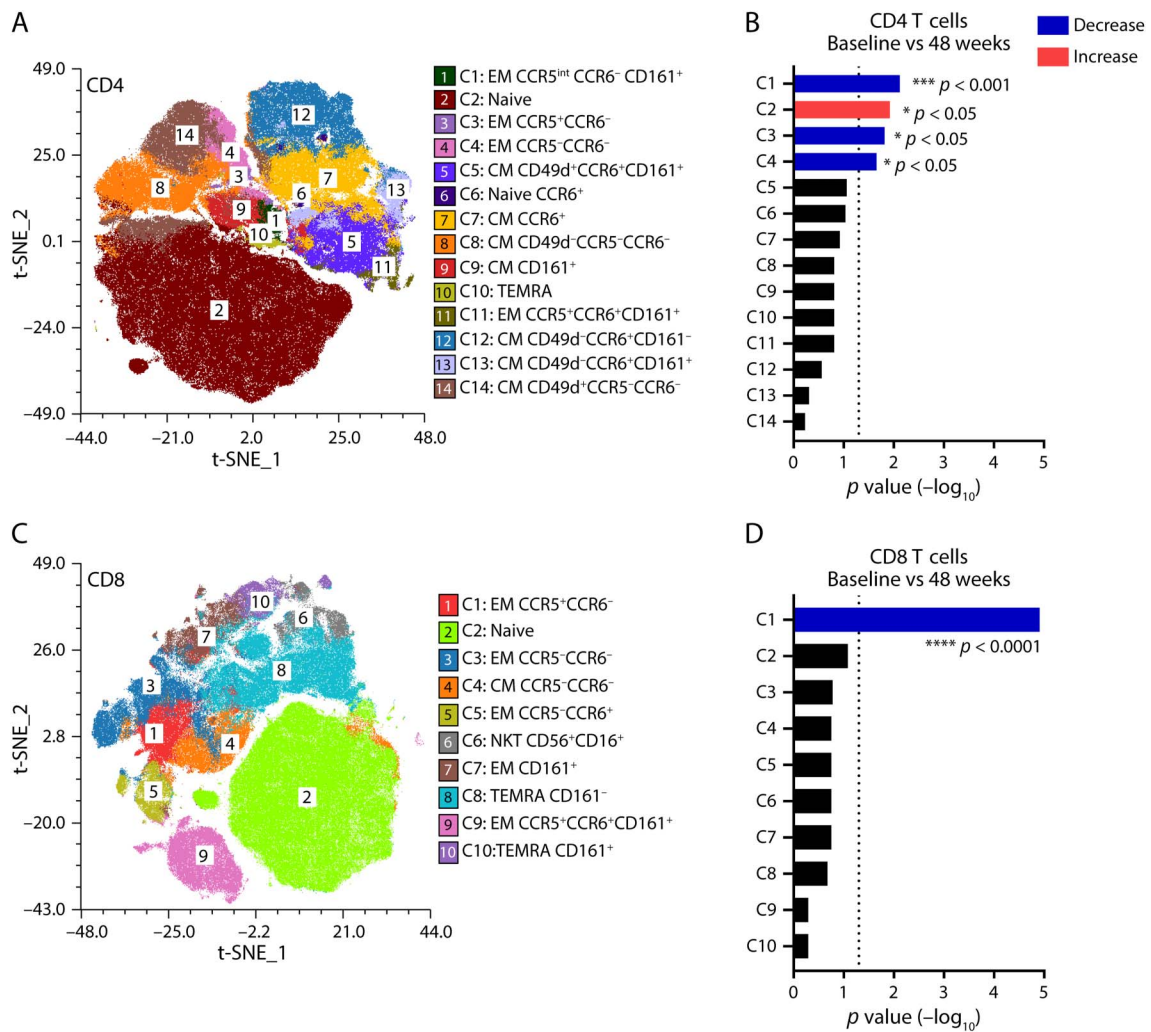 A
CD4
49.0
25.0
0.1
−24.0
−49.0
t-SNE_2
−44.0 −21.0 2.0 25.0 48.0
t-SNE_1
14
12
4
3
8
7
13
6
9
1
10
5
11
2
1 C1: EM CCR5int CCR6− CD161+
2 C2: Naive
3 C3: EM CCR5+CCR6−
4 C4: EM CCR5−CCR6−
5 C5: CM CD49d+CCR6+CD161+
6 C6: Naive CCR6+
7 C7: CM CCR6+
8 C8: CM CD49d−CCR5−CCR6−
9 C9: CM CD161+
10 C10: TEMRA
11 C11: EM CCR5+CCR6+CD161+
12 C12: CM CD49d−CCR6+CD161−
13 C13: CM CD49d−CCR6+CD161+
14 C14: CM CD49d+CCR5−CCR6−
B
CD4 T cells
Baseline vs 48 weeks
Decrease
Increase
C1 *** p < 0.001
C2 * p < 0.05
C3 * p < 0.05
C4 * p < 0.05
C5
C6
C7
C8
C9
C10
C11
C12
C13
C14
0 1 2 3 4 5
p value (−log10)
C
CD8
49.0
26.0
2.8
−20.0
−43.0
t-SNE_2
−48.0 −25.0 −2.2 21.0 44.0
t-SNE_1
10
6
7
8
3
1
4
5
2
9
1 C1: EM CCR5+CCR6−
2 C2: Naive
3 C3: EM CCR5−CCR6−
4 C4: CM CCR5−CCR6−
5 C5: EM CCR5−CCR6+
6 C6: NKT CD56+CD16+
7 C7: EM CD161+
8 C8: TEMRA CD161−
9 C9: EM CCR5+CCR6+CD161+
10 C10:TEMRA CD161+
D
CD8 T cells
Baseline vs 48 weeks
C1
**** p < 0.0001
C2
C3
C4
C5
C6
C7
C8
C9
C10
0 1 2 3 4 5
p value (−log10)